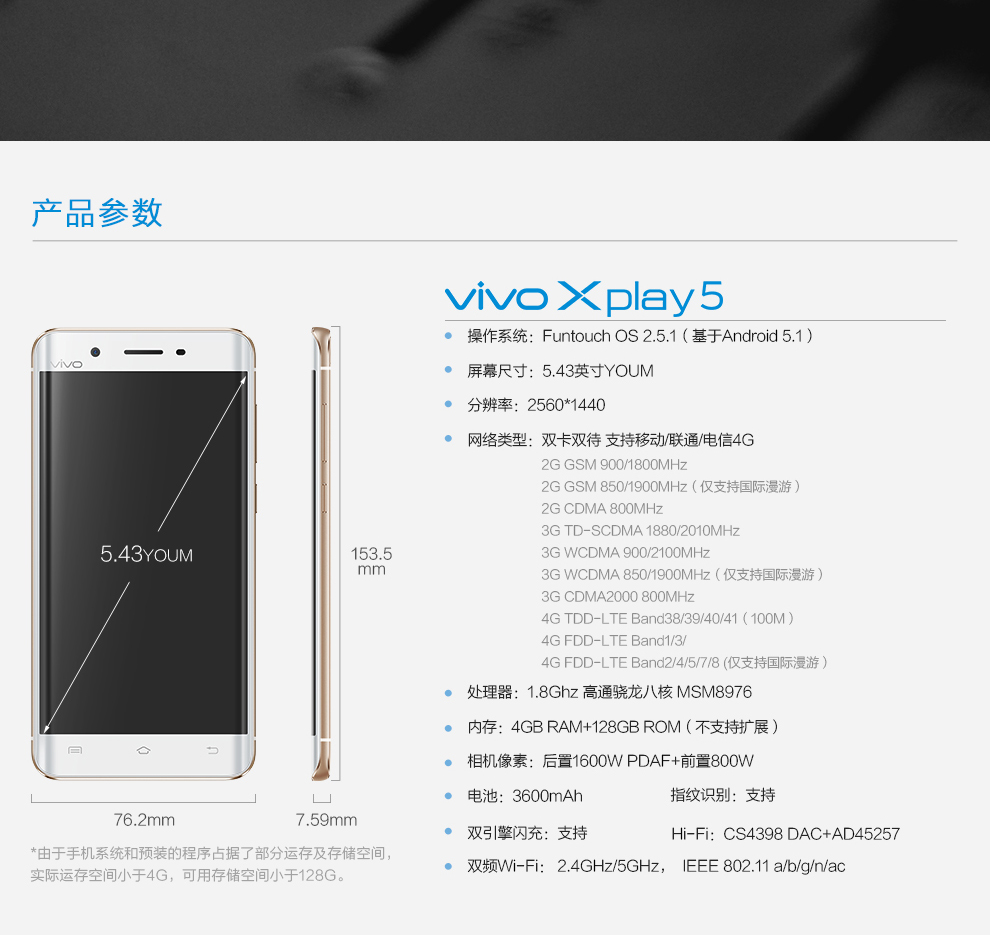 产品参数
vivo Xplay5
操作系统：Funtouch OS 2.5.1（基于Android 5.1）
屏幕尺寸：5.43英寸YOUM
分辨率：2560*1440
网络类型：双卡双待 支持移动/联通/电信4G
2G GSM 900/1800MHz
2G GSM 850/1900MHz（仅支持国际漫游）
2G CDMA 800MHz
3G TD-SCDMA 1880/2010MHz
3G WCDMA 900/2100MHz
3G WCDMA 850/1900MHz（仅支持国际漫游）
3G CDMA2000 800MHz
4G TDD-LTE Band38/39/40/41（100M）
4G FDD-LTE Band1/3/
4G FDD-LTE Band2/4/5/7/8 (仅支持国际漫游）
处理器：1.8Ghz 高通骁龙八核 MSM8976
内存：4GB RAM+128GB ROM（不支持扩展）
相机像素：后置1600W PDAF+前置800W
电池：3600mAh 指纹识别：支持
双引擎闪充：支持 Hi-Fi：CS4398 DAC+AD45257
双频Wi-Fi：2.4GHz/5GHz， IEEE 802.11 a/b/g/n/ac
vivo
5.43YOUM
153.5
mm
76.2mm 7.59mm
*由于手机系统和预装的程序占据了部分运存及存储空间，
实际运存空间小于4G，可用存储空间小于128G。